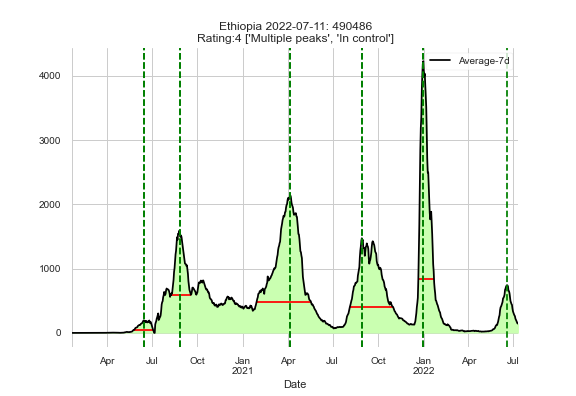 Ethiopia 2022-07-11: 490486
Rating:4 ['Multiple peaks', 'In control']
Average-7d
4000
3000
2000
1000
0
Apr
Jul
Oct
Jan
2021
Apr
Jul
Oct
Jan
2022
Apr
Jul
Date